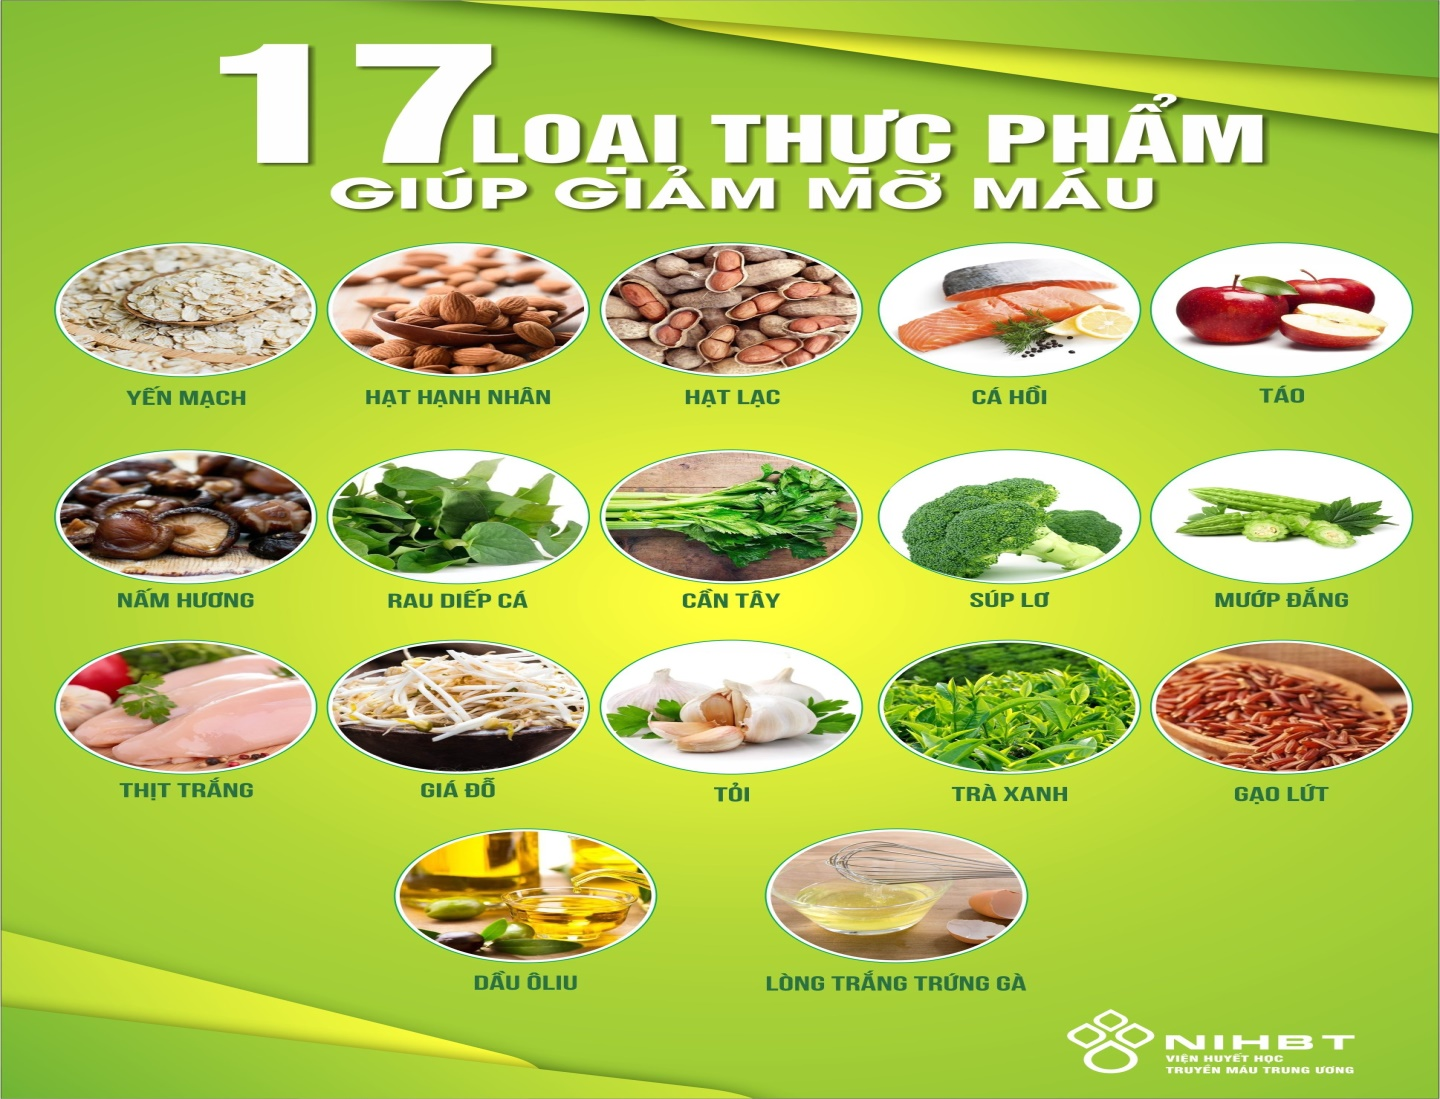 17 LOẠI THỰC PHẨM
GIÚP GIẢM MỠ MÁU
YẾN MẠCH
HẠT HẠNH NHÂN
HẠT LẠC
CÁ HỒI
TÁO
NẤM HƯƠNG
RAU DIẾP CÁ
CẦN TÂY
SÚP LƠ
MƯỚP ĐẮNG
THỊT TRẮNG
GIÁ ĐỖ
TỎI
TRÀ XANH
GẠO LỨT
DẦU ÔLIU
LÒNG TRẮNG TRỨNG GÀ
NIHBT
VIỆN HUYẾT HỌC
TRUYỀN MÁU TRUNG ƯƠNG